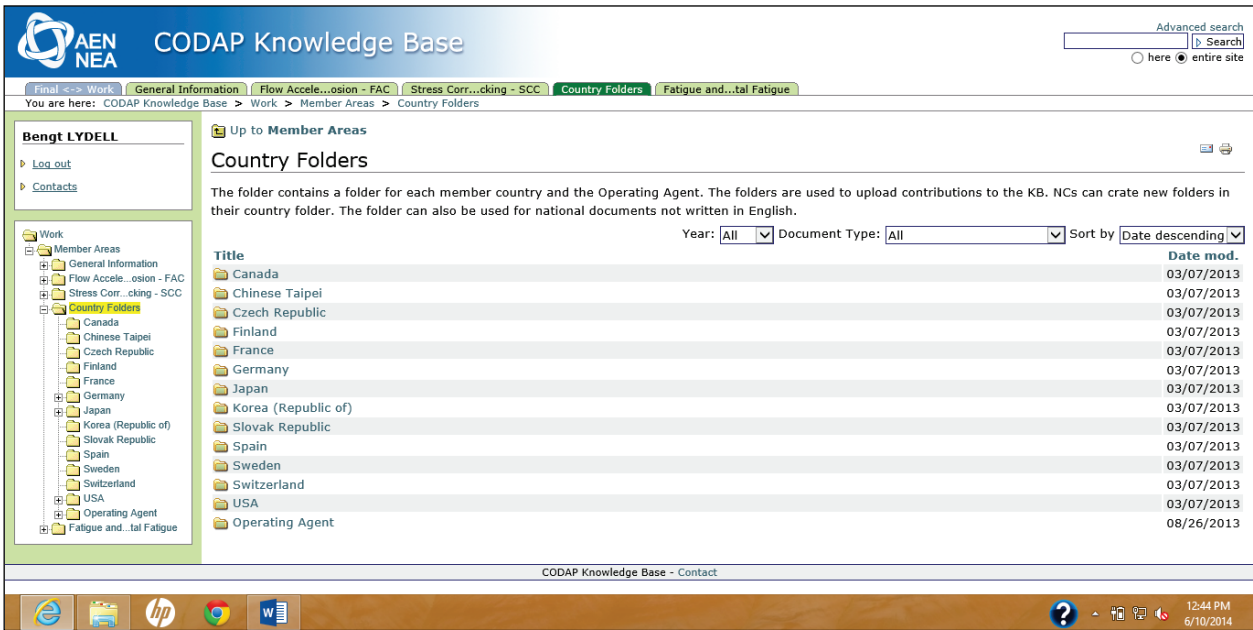 AEN
NEA
CODAP Knowledge Base
Advanced search
Search
here entire site
Final <-> Work General Information Flow Accele...osion - FAC Stress Corr...cking - SCC Country Folders Fatigue and...tal Fatigue
You are here: CODAP Knowledge Base > Work > Member Areas > Country Folders
Bengt LYDELL
Log out
Contacts
Work
Member Areas
General Information
Flow Accele...osion - FAC
Stress Corr...cking - SCC
Country Folders
Canada
Chinese Taipei
Czech Republic
Finland
France
Germany
Japan
Korea (Republic of)
Slovak Republic
Spain
Sweden
Switzerland
USA
Operating Agent
Fatigue and...tal Fatigue
Up to Member Areas
Country Folders
The folder contains a folder for each member country and the Operating Agent. The folders are used to upload contributions to the KB. NCs can crate new folders in
their country folder. The folder can also be used for national documents not written in English.
Year: All Document Type: All Sort by Date descending
Title Date mod.
Canada 03/07/2013
Chinese Taipei 03/07/2013
Czech Republic 03/07/2013
Finland 03/07/2013
France 03/07/2013
Germany 03/07/2013
Japan 03/07/2013
Korea (Republic of) 03/07/2013
Slovak Republic 03/07/2013
Spain 03/07/2013
Sweden 03/07/2013
Switzerland 03/07/2013
USA 03/07/2013
Operating Agent 08/26/2013
CODAP Knowledge Base - Contact
hp
W
?
12:44 PM
6/10/2014